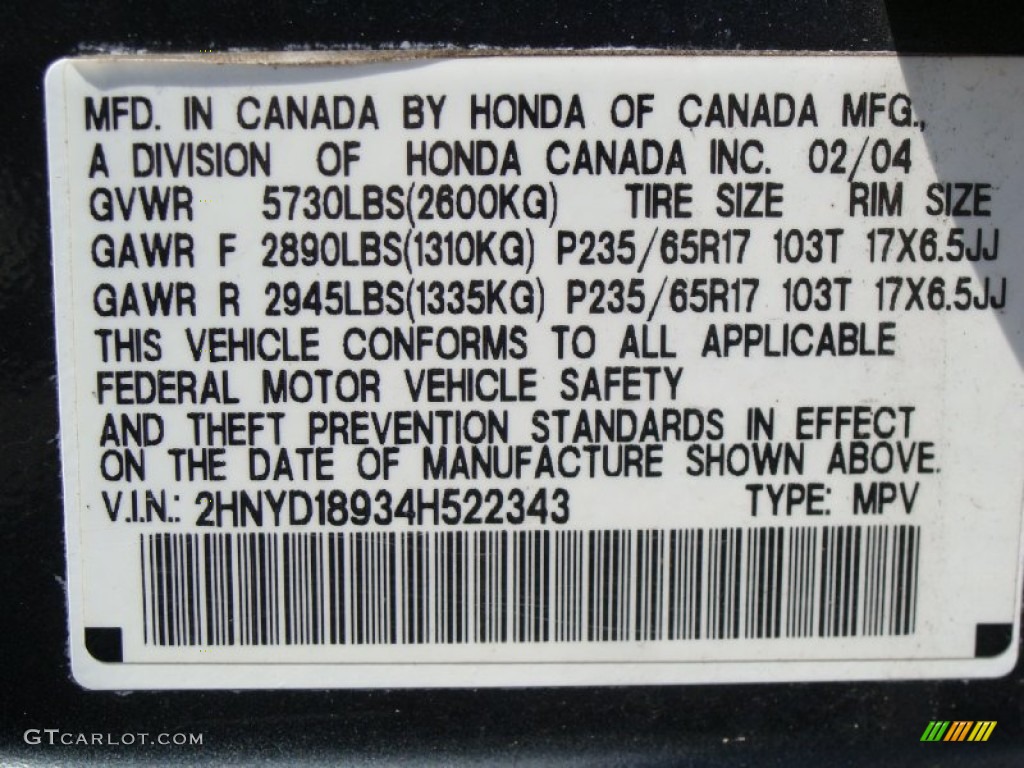 MFD. IN CANADA BY HONDA OF CANADA MFG.,
A DIVISION OF HONDA CANADA INC. 02/04
GVWR 5730LBS(2600KG) TIRE SIZE RIM SIZE
GAWR F 2890LBS(1310KG) P235/65R17 103T 17X6.5JJ
GAWR R 2945LBS(1335KG) P235/65R17 103T 17X6.5JJ
THIS VEHICLE CONFORMS TO ALL APPLICABLE
FEDERAL MOTOR VEHICLE SAFETY
AND THEFT PREVENTION STANDARDS IN EFFECT
ON THE DATE OF MANUFACTURE SHOWN ABOVE.
V.I.N.: 2HNYD18934H522343 TYPE: MPV
GTCARLOT.COM